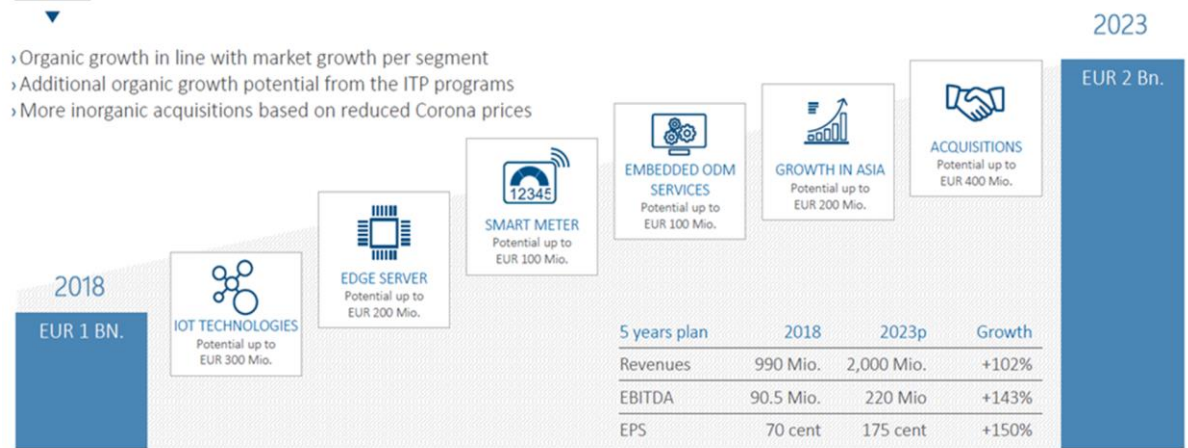 › Organic growth in line with market growth per segment
› Additional organic growth potential from the ITP programs
› More inorganic acquisitions based on reduced Corona prices
2018
EUR 1 BN.
IOT TECHNOLOGIES
Potential up to
EUR 300 Mio.
EDGE SERVER
Potential up to
EUR 200 Mio.
12345
SMART METER
Potential up to
EUR 100 Mio.
EMBEDDED ODM
SERVICES
Potential up to
EUR 100 Mio.
GROWTH IN ASIA
Potential up to
EUR 200 Mio.
ACQUISITIONS
Potential up to
EUR 400 Mio.
2023
EUR 2 Bn.
5 years plan 2018 2023p Growth
Revenues 990 Mio. 2,000 Mio. +102%
EBITDA 90.5 Mio. 220 Mio +143%
EPS 70 cent 175 cent +150%